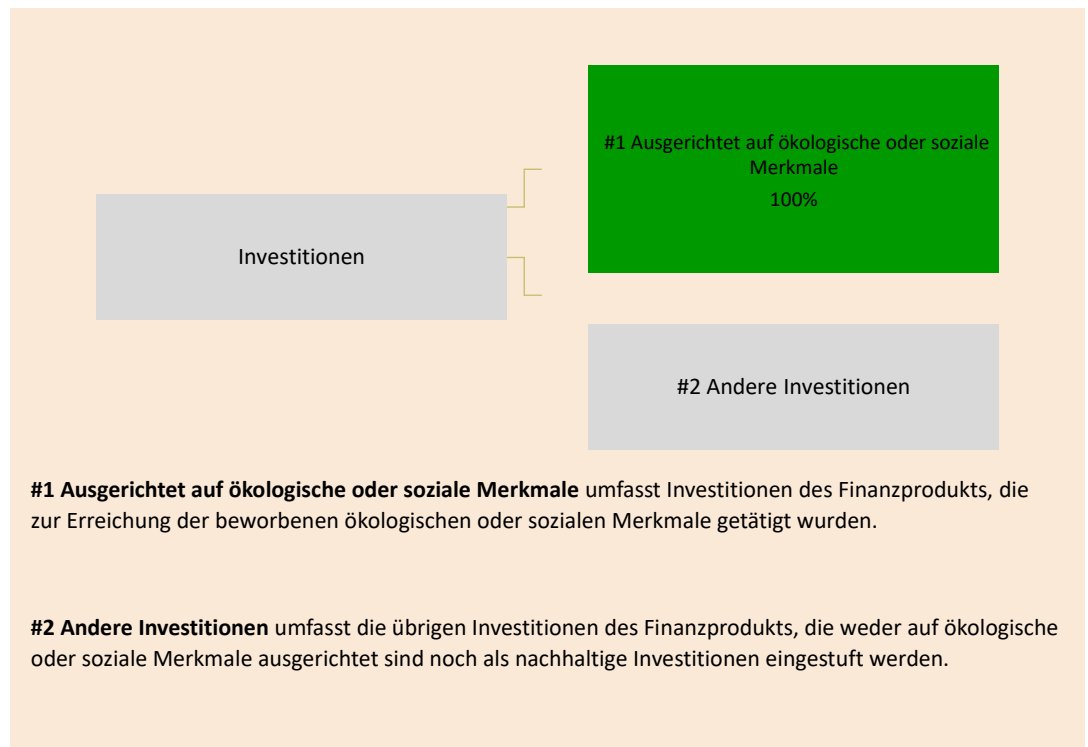 #1 Ausgerichtet auf ökologische oder soziale
Merkmale
100%
Investitionen
#2 Andere Investitionen
#1 Ausgerichtet auf ökologische oder soziale Merkmale umfasst Investitionen des Finanzprodukts, die
zur Erreichung der beworbenen ökologischen oder sozialen Merkmale getätigt wurden.
#2 Andere Investitionen umfasst die übrigen Investitionen des Finanzprodukts, die weder auf ökologische
oder soziale Merkmale ausgerichtet sind noch als nachhaltige Investitionen eingestuft werden.